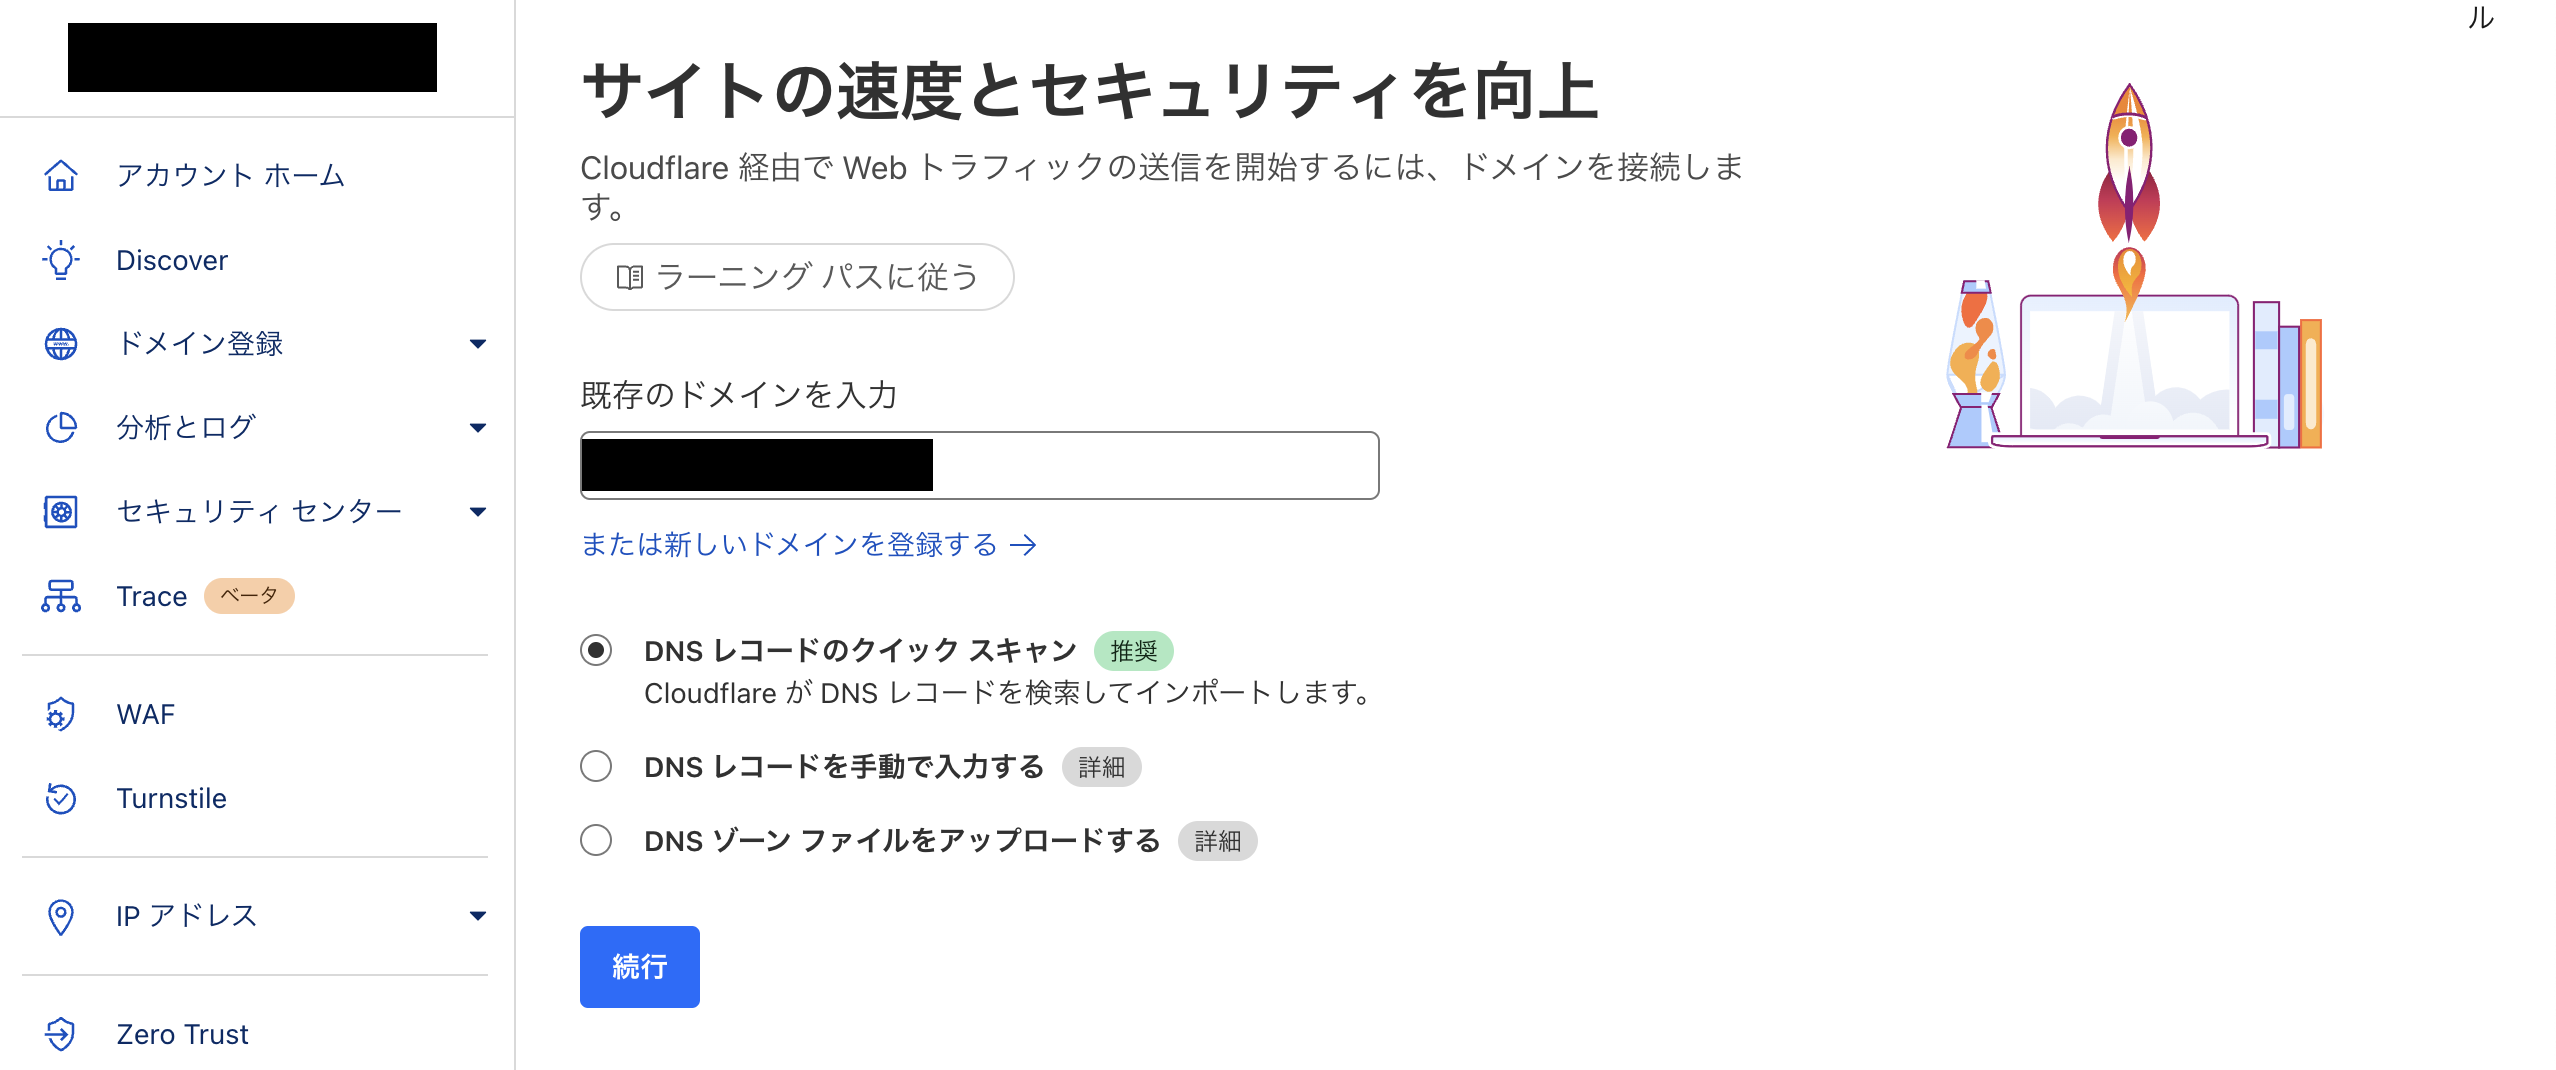 アカウント ホーム
Discover
ドメイン登録
分析とログ
セキュリティ センター
Trace ベータ
WAF
Turnstile
IP アドレス
Zero Trust
ル
サイトの速度とセキュリティを向上
Cloudflare 経由で Web トラフィックの送信を開始するには、ドメインを接続しま
す。
ラーニング パスに従う
既存のドメインを入力
または新しいドメインを登録する →
DNS レコードのクイック スキャン 推奨
Cloudflare が DNS レコードを検索してインポートします。
DNS レコードを手動で入力する 詳細
DNS ゾーン ファイルをアップロードする 詳細
続行